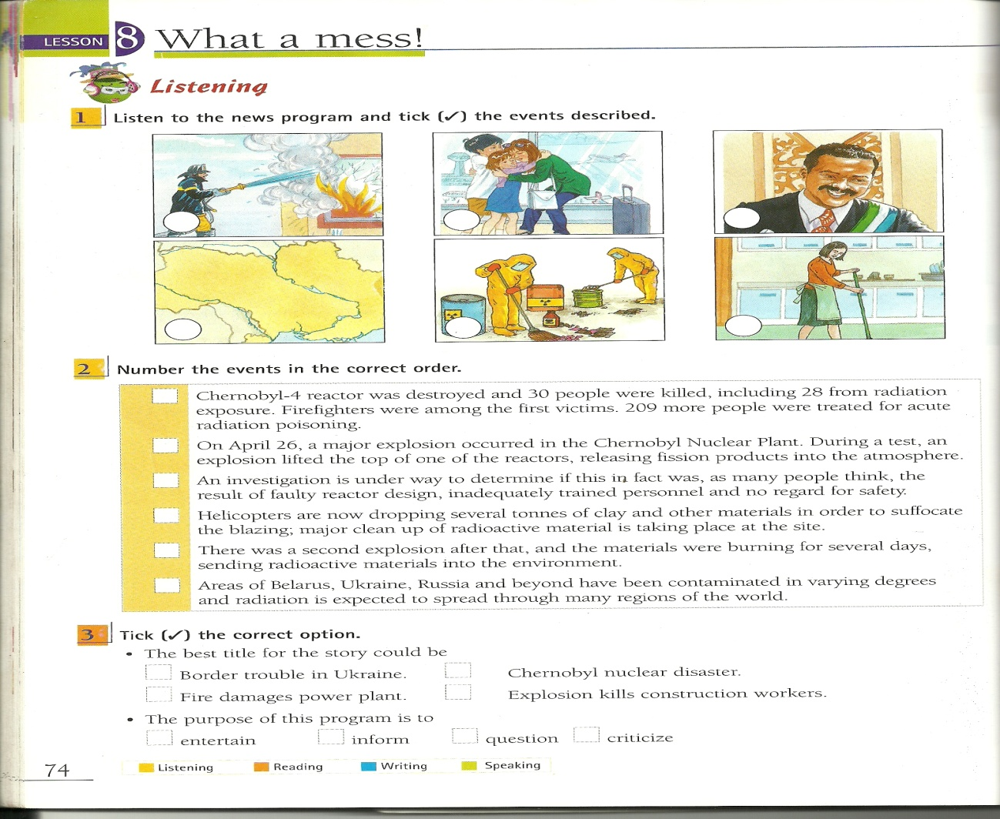 LESSON 8 What a mess!
Listening
1 Listen to the news program and tick (✓) the events described.
2 Number the events in the correct order.
Chernobyl-4 reactor was destroyed and 30 people were killed, including 28 from radiation
exposure. Firefighters were among the first victims. 209 more people were treated for acute
radiation poisoning.
On April 26, a major explosion occurred in the Chernobyl Nuclear Plant. During a test, an
explosion lifted the top of one of the reactors, releasing fission products into the atmosphere.
An investigation is under way to determine if this in fact was, as many people think, the
result of faulty reactor design, inadequately trained personnel and no regard for safety.
Helicopters are now dropping several tonnes of clay and other materials in order to suffocate
the blazing; major clean up of radioactive material is taking place at the site.
There was a second explosion after that, and the materials were burning for several days,
sending radioactive materials into the environment.
Areas of Belarus, Ukraine, Russia and beyond have been contaminated in varying degrees
and radiation is expected to spread through many regions of the world.
3 Tick (✓) the correct option.
• The best title for the story could be
Border trouble in Ukraine. Chernobyl nuclear disaster.
Fire damages power plant. Explosion kills construction workers.
• The purpose of this program is to
entertain inform question criticize
74 Listening Reading Writing Speaking